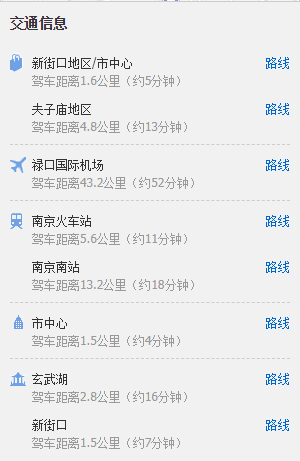 交通信息
新街口地区/市中心 路线
驾车距离1.6公里（约5分钟）
夫子庙地区 路线
驾车距离4.8公里（约13分钟）
禄口国际机场 路线
驾车距离43.2公里（约52分钟）
南京火车站 路线
驾车距离5.6公里（约11分钟）
南京南站 路线
驾车距离13.2公里（约18分钟）
市中心 路线
驾车距离1.5公里（约4分钟）
玄武湖 路线
驾车距离2.8公里（约16分钟）
新街口 路线
驾车距离1.5公里（约7分钟）